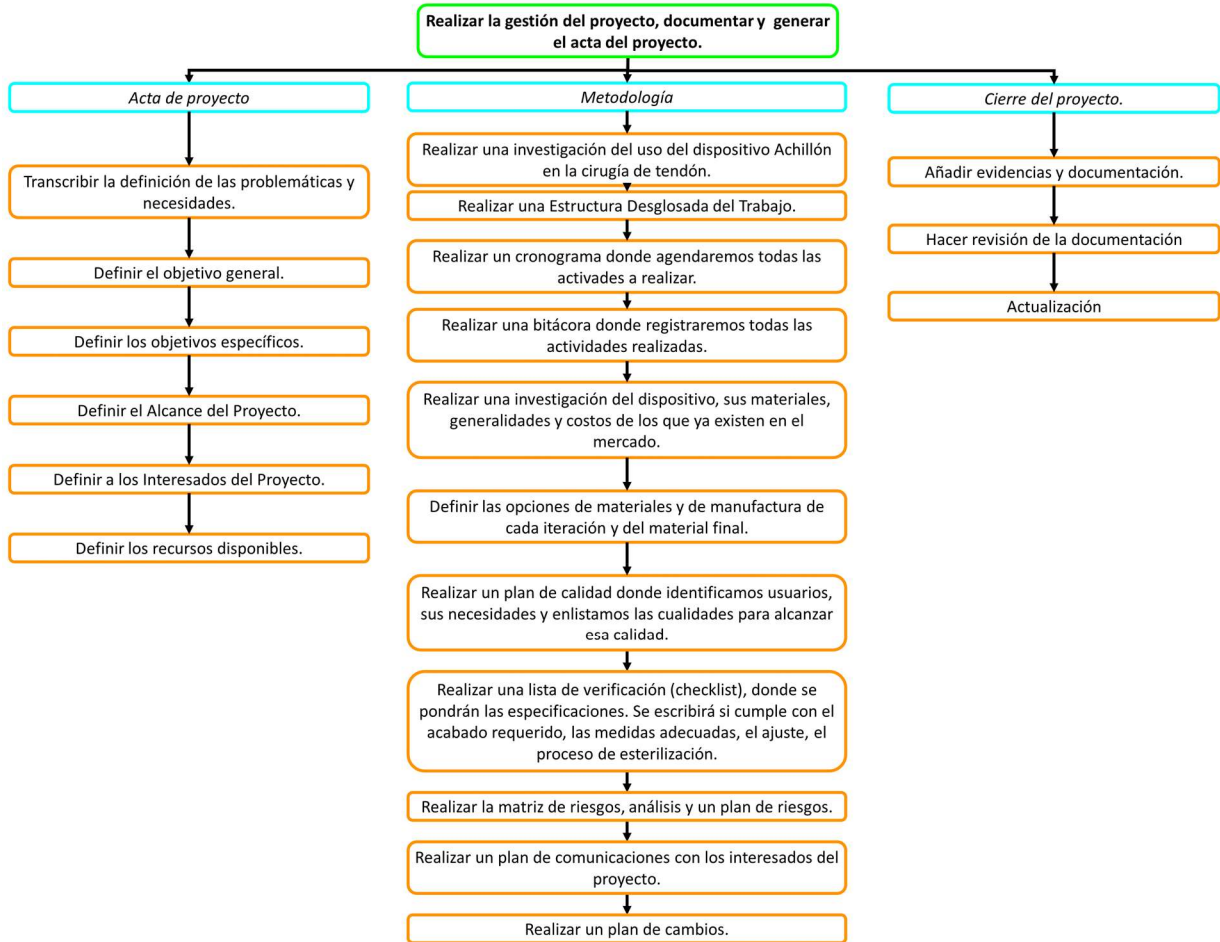 Realizar la gestión del proyecto, documentar y generar
el acta del proyecto.
Acta de proyecto
Transcribir la definición de las problemáticas y
necesidades.
Definir el objetivo general.
Definir los objetivos específicos.
Definir el Alcance del Proyecto.
Definir a los Interesados del Proyecto.
Definir los recursos disponibles.
Metodología
Realizar una investigación del uso del dispositivo Achillón
en la cirugía de tendón.
Realizar una Estructura Desglosada del Trabajo.
Realizar un cronograma donde agendaremos todas las
activades a realizar.
Realizar una bitácora donde registraremos todas las
actividades realizadas.
Realizar una investigación del dispositivo, sus materiales,
generalidades y costos de los que ya existen en el
mercado.
Definir las opciones de materiales y de manufactura de
cada iteración y del material final.
Realizar un plan de calidad donde identificamos usuarios,
sus necesidades y enlistamos las cualidades para alcanzar
esa calidad.
Realizar una lista de verificación (checklist), donde se
pondrán las especificaciones. Se escribirá si cumple con el
acabado requerido, las medidas adecuadas, el ajuste, el
proceso de esterilización.
Realizar la matriz de riesgos, análisis y un plan de riesgos.
Realizar un plan de comunicaciones con los interesados del
proyecto.
Realizar un plan de cambios.
Cierre del proyecto.
Añadir evidencias y documentación.
Hacer revisión de la documentación
Actualización